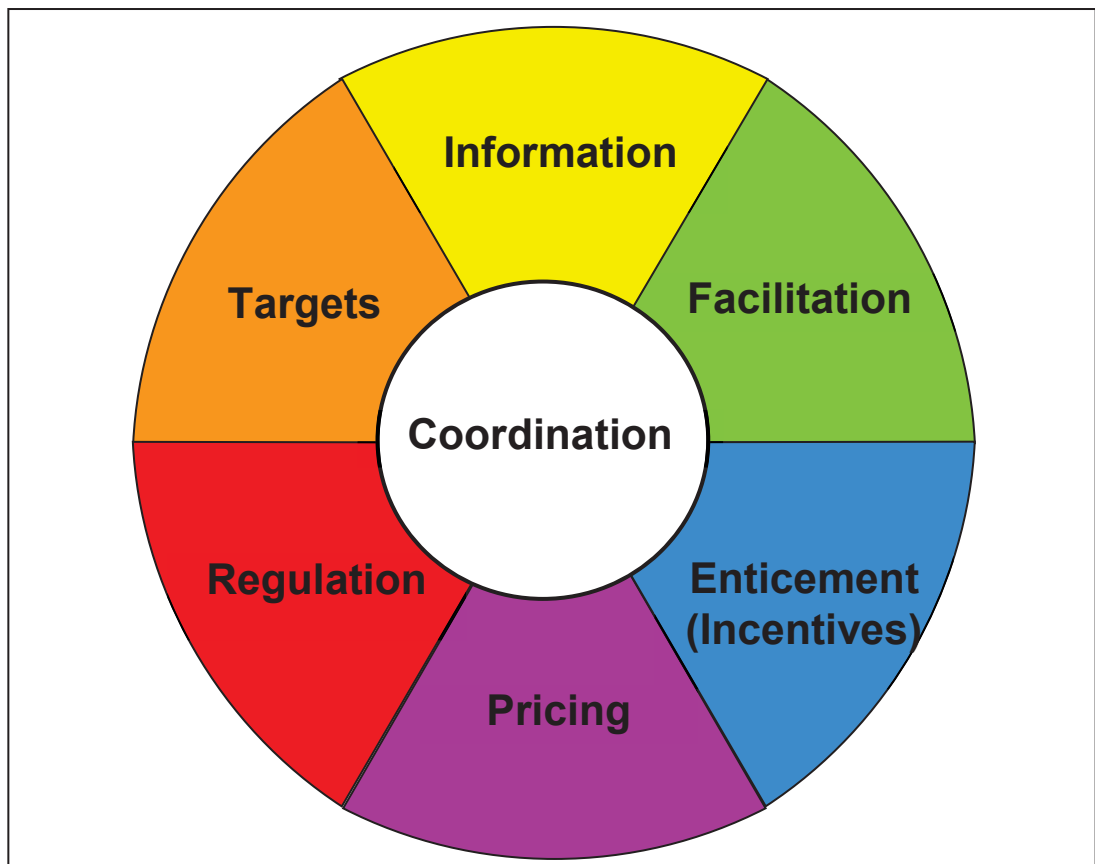 Information
Facilitation
Targets
Coordination
Regulation
Enticement
(Incentives)
Pricing